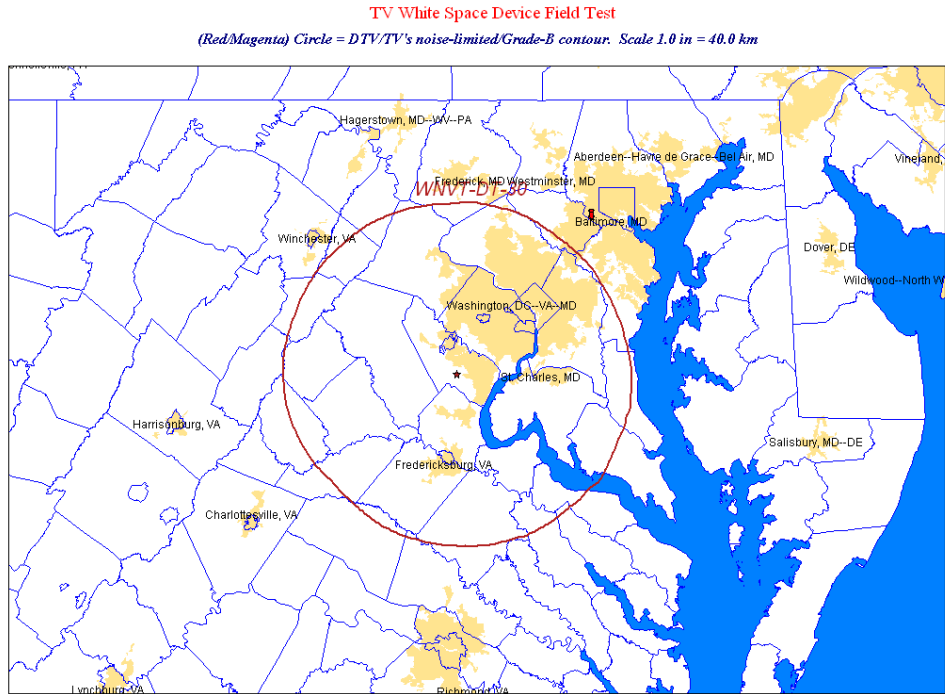 TV White Space Device Field Test
(Red/Magenta) Circle = DTV/TV's noise-limited/Grade-B contour. Scale 1.0 in = 40.0 km
Hagerstown, MD--WV--PA
Aberdeen--Havre de Grace--Bel Air, MD
Vineland,
Frederick, MD
Westminster, MD
WNVT-DT-30
Baltimore, MD
Winchester, VA
Dover, DE
Wildwood--North W
Washington, DC--VA--MD
St. Charles, MD
Harrisonburg, VA
Salisbury, MD--DE
Fredericksburg, VA
Charlottesville, VA
Lynchburg, VA
Richmond, VA